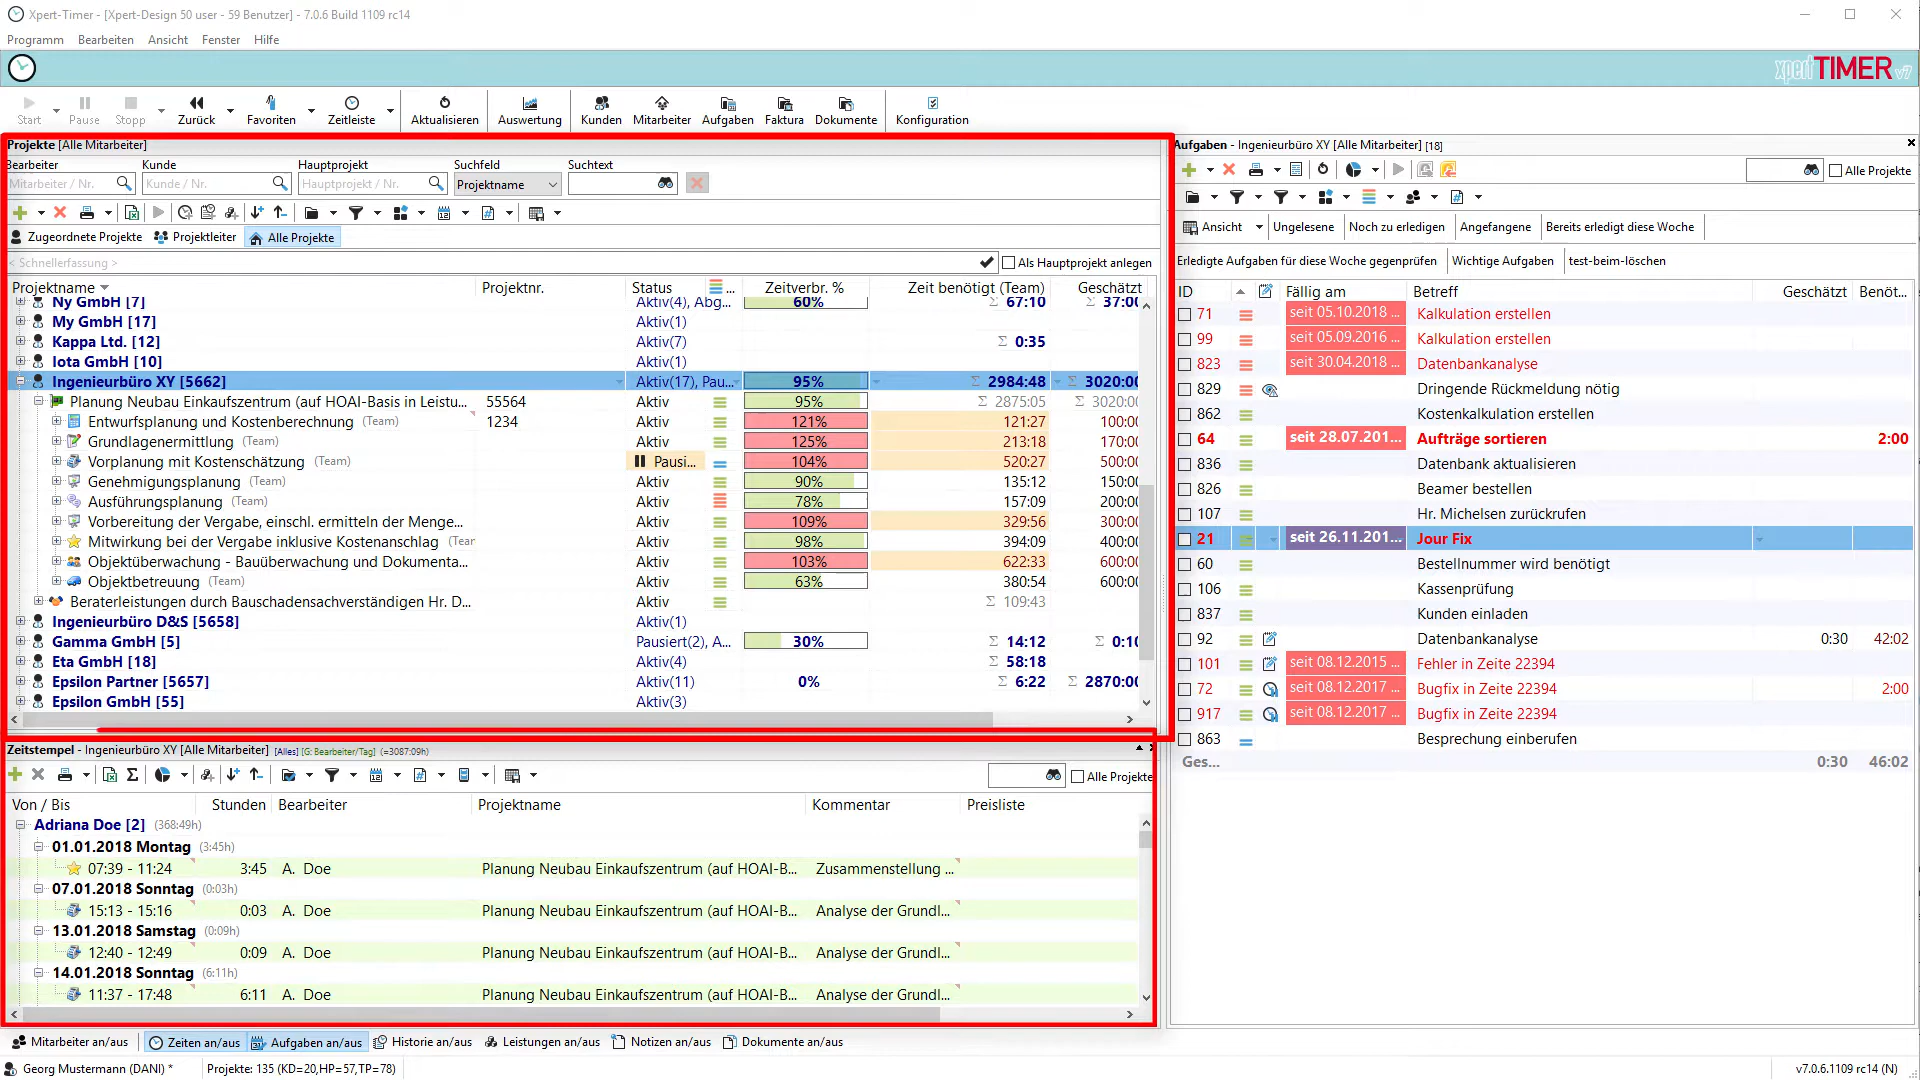 Xpert-Timer - [Xpert-Design 50 user - 59 Benutzer] - 7.0.6 Build 1109 rc14
Programm Bearbeiten Ansicht Fenster Hilfe
xpertTIMER v7
Start Pause Stopp Zurück Favoriten Zeitleiste Aktualisieren Auswertung Kunden Mitarbeiter Aufgaben Faktura Dokumente Konfiguration
Projekte [Alle Mitarbeiter]
Bearbeiter Kunde Hauptprojekt Suchfeld Suchtext
Mitarbeiter / Nr. Kunde / Nr. Hauptprojekt / Nr. Projektname
Zugeordnete Projekte Projektleiter Alle Projekte
< Schnellerfassung > Als Hauptprojekt anlegen
Projektname Projektnr. Status ... Zeitverbr. % Zeit benötigt (Team) Geschätzt
Ny GmbH [7] Aktiv(4), Abg... 60% Σ 67:10 Σ 37:00
My GmbH [17] Aktiv(1)
Kappa Ltd. [12] Aktiv(7) Σ 0:35
Iota GmbH [10] Aktiv(1)
Ingenieurbüro XY [5662] Aktiv(17), Pau... 95% Σ 2984:48 Σ 3020:00
Planung Neubau Einkaufszentrum (auf HOAI-Basis in Leistu... 55564 Aktiv 95% Σ 2875:05 Σ 3020:00
Entwurfsplanung und Kostenberechnung (Team) 1234 Aktiv 121% 121:27 100:00
Grundlagenermittlung (Team) Aktiv 125% 213:18 170:00
Vorplanung mit Kostenschätzung (Team) Pausi... 104% 520:27 500:00
Genehmigungsplanung (Team) Aktiv 90% 135:12 150:00
Ausführungsplanung (Team) Aktiv 78% 157:09 200:00
Vorbereitung der Vergabe, einschl. ermitteln der Menge... Aktiv 109% 329:56 300:00
Mitwirkung bei der Vergabe inklusive Kostenanschlag (Tear Aktiv 98% 394:09 400:00
Objektüberwachung - Bauüberwachung und Dokumenta... Aktiv 103% 622:33 600:00
Objektbetreuung (Team) Aktiv 63% 380:54 600:00
Beraterleistungen durch Bauschadensachverständigen Hr. D... Aktiv Σ 109:43
Ingenieurbüro D&S [5658] Aktiv(1)
Gamma GmbH [5] Pausiert(2), A... 30% Σ 14:12 Σ 0:10
Eta GmbH [18] Aktiv(4) Σ 58:18
Epsilon Partner [5657] Aktiv(11) 0% Σ 6:22 Σ 2870:00
Epsilon GmbH [55] Aktiv(3)
Zeitstempel - Ingenieurbüro XY [Alle Mitarbeiter] [Alles] [G: Bearbeiter/Tag] (=3087:09h)
Alle Projekte
Von / Bis Stunden Bearbeiter Projektname Kommentar Preisliste
Adriana Doe [2] (368:49h)
01.01.2018 Montag (3:45h)
07:39 - 11:24 3:45 A. Doe Planung Neubau Einkaufszentrum (auf HOAI-B... Zusammenstellung ...
07.01.2018 Sonntag (0:03h)
15:13 - 15:16 0:03 A. Doe Planung Neubau Einkaufszentrum (auf HOAI-B... Analyse der Grundl...
13.01.2018 Samstag (0:09h)
12:40 - 12:49 0:09 A. Doe Planung Neubau Einkaufszentrum (auf HOAI-B... Analyse der Grundl...
14.01.2018 Sonntag (6:11h)
11:37 - 17:48 6:11 A. Doe Planung Neubau Einkaufszentrum (auf HOAI-B... Analyse der Grundl...
Aufgaben - Ingenieurbüro XY [Alle Mitarbeiter] [18]
Alle Projekte
Ansicht Ungelesene Noch zu erledigen Angefangene Bereits erledigt diese Woche
Erledigte Aufgaben für diese Woche gegenprüfen Wichtige Aufgaben test-beim-löschen
ID Fällig am Betreff Geschätzt Benöt...
71 seit 05.10.2018 ... Kalkulation erstellen
99 seit 05.09.2016 ... Kalkulation erstellen
823 seit 30.04.2018 ... Datenbankanalyse
829 Dringende Rückmeldung nötig
862 Kostenkalkulation erstellen
64 seit 28.07.201... Aufträge sortieren 2:00
836 Datenbank aktualisieren
826 Beamer bestellen
107 Hr. Michelsen zurückrufen
21 seit 26.11.201... Jour Fix
60 Bestellnummer wird benötigt
106 Kassenprüfung
837 Kunden einladen
92 Datenbankanalyse 0:30 42:02
101 seit 08.12.2015 ... Fehler in Zeite 22394
72 seit 08.12.2017 ... Bugfix in Zeite 22394 2:00
917 seit 08.12.2017 ... Bugfix in Zeite 22394
863 Besprechung einberufen
Ges... 0:30 46:02
Mitarbeiter an/aus Zeiten an/aus Aufgaben an/aus Historie an/aus Leistungen an/aus Notizen an/aus Dokumente an/aus
Georg Mustermann (DANI) * Projekte: 135 (KD=20,HP=57,TP=78) v7.0.6.1109 rc14 (N)